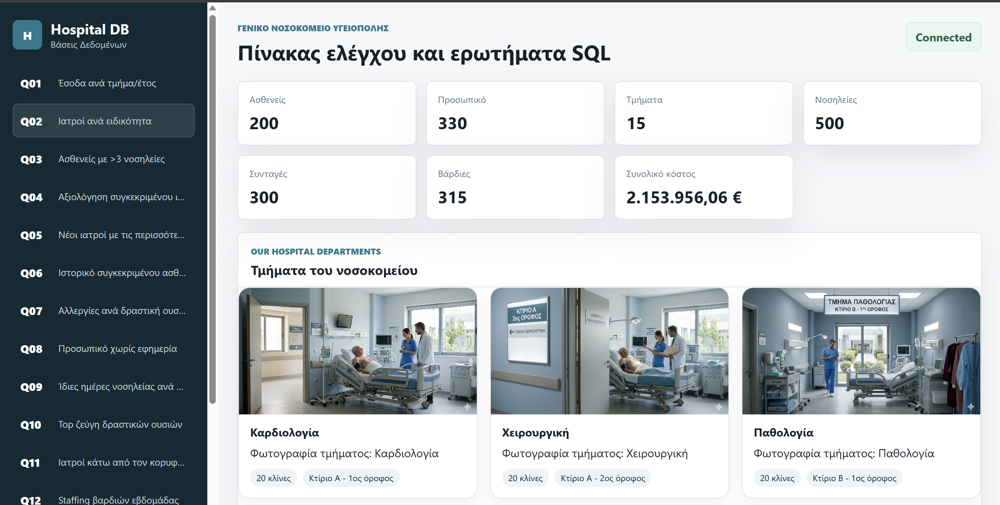 H
Hospital DB
Βάσεις Δεδομένων
Q01 Έσοδα ανά τμήμα/έτος
Q02 Ιατροί ανά ειδικότητα
Q03 Ασθενείς με >3 νοσηλείες
Q04 Αξιολόγηση συγκεκριμένου ι...
Q05 Νέοι ιατροί με τις περισσότε...
Q06 Ιστορικό συγκεκριμένου ασθ...
Q07 Αλλεργίες ανά δραστική ουσ...
Q08 Προσωπικό χωρίς εφημερία
Q09 Ίδιες ημέρες νοσηλείας ανά ...
Q10 Top ζεύγη δραστικών ουσιών
Q11 Ιατροί κάτω από τον κορυφ...
Q12 Staffing βαρδιών εβδομάδας
ΓΕΝΙΚΟ ΝΟΣΟΚΟΜΕΙΟ ΥΓΕΙΟΠΟΛΗΣ
Πίνακας ελέγχου και ερωτήματα SQL
Connected
Ασθενείς
200
Προσωπικό
330
Τμήματα
15
Νοσηλείες
500
Συνταγές
300
Βάρδιες
315
Συνολικό κόστος
2.153.956,06 €
OUR HOSPITAL DEPARTMENTS
Τμήματα του νοσοκομείου
101
ΚΤΙΡΙΟ Α
2ος ΟΡΟΦΟΣ
← ΓΕΝΙΚΗ ΧΕΙΡΟΥΡΓΙΚΗ
ΓΕΝΙΚΗ ΧΕΙΡΟΥΡΓΙΚΗ
ΤΜΗΜΑ ΠΑΘΟΛΟΓΙΑΣ
ΚΤΙΡΙΟ Β - 1ος ΟΡΟΦΟΣ
Καρδιολογία
Φωτογραφία τμήματος: Καρδιολογία
20 κλίνες
Κτίριο Α - 1ος όροφος
Χειρουργική
Φωτογραφία τμήματος: Χειρουργική
20 κλίνες
Κτίριο Α - 2ος όροφος
Παθολογία
Φωτογραφία τμήματος: Παθολογία
20 κλίνες
Κτίριο Β - 1ος όροφος